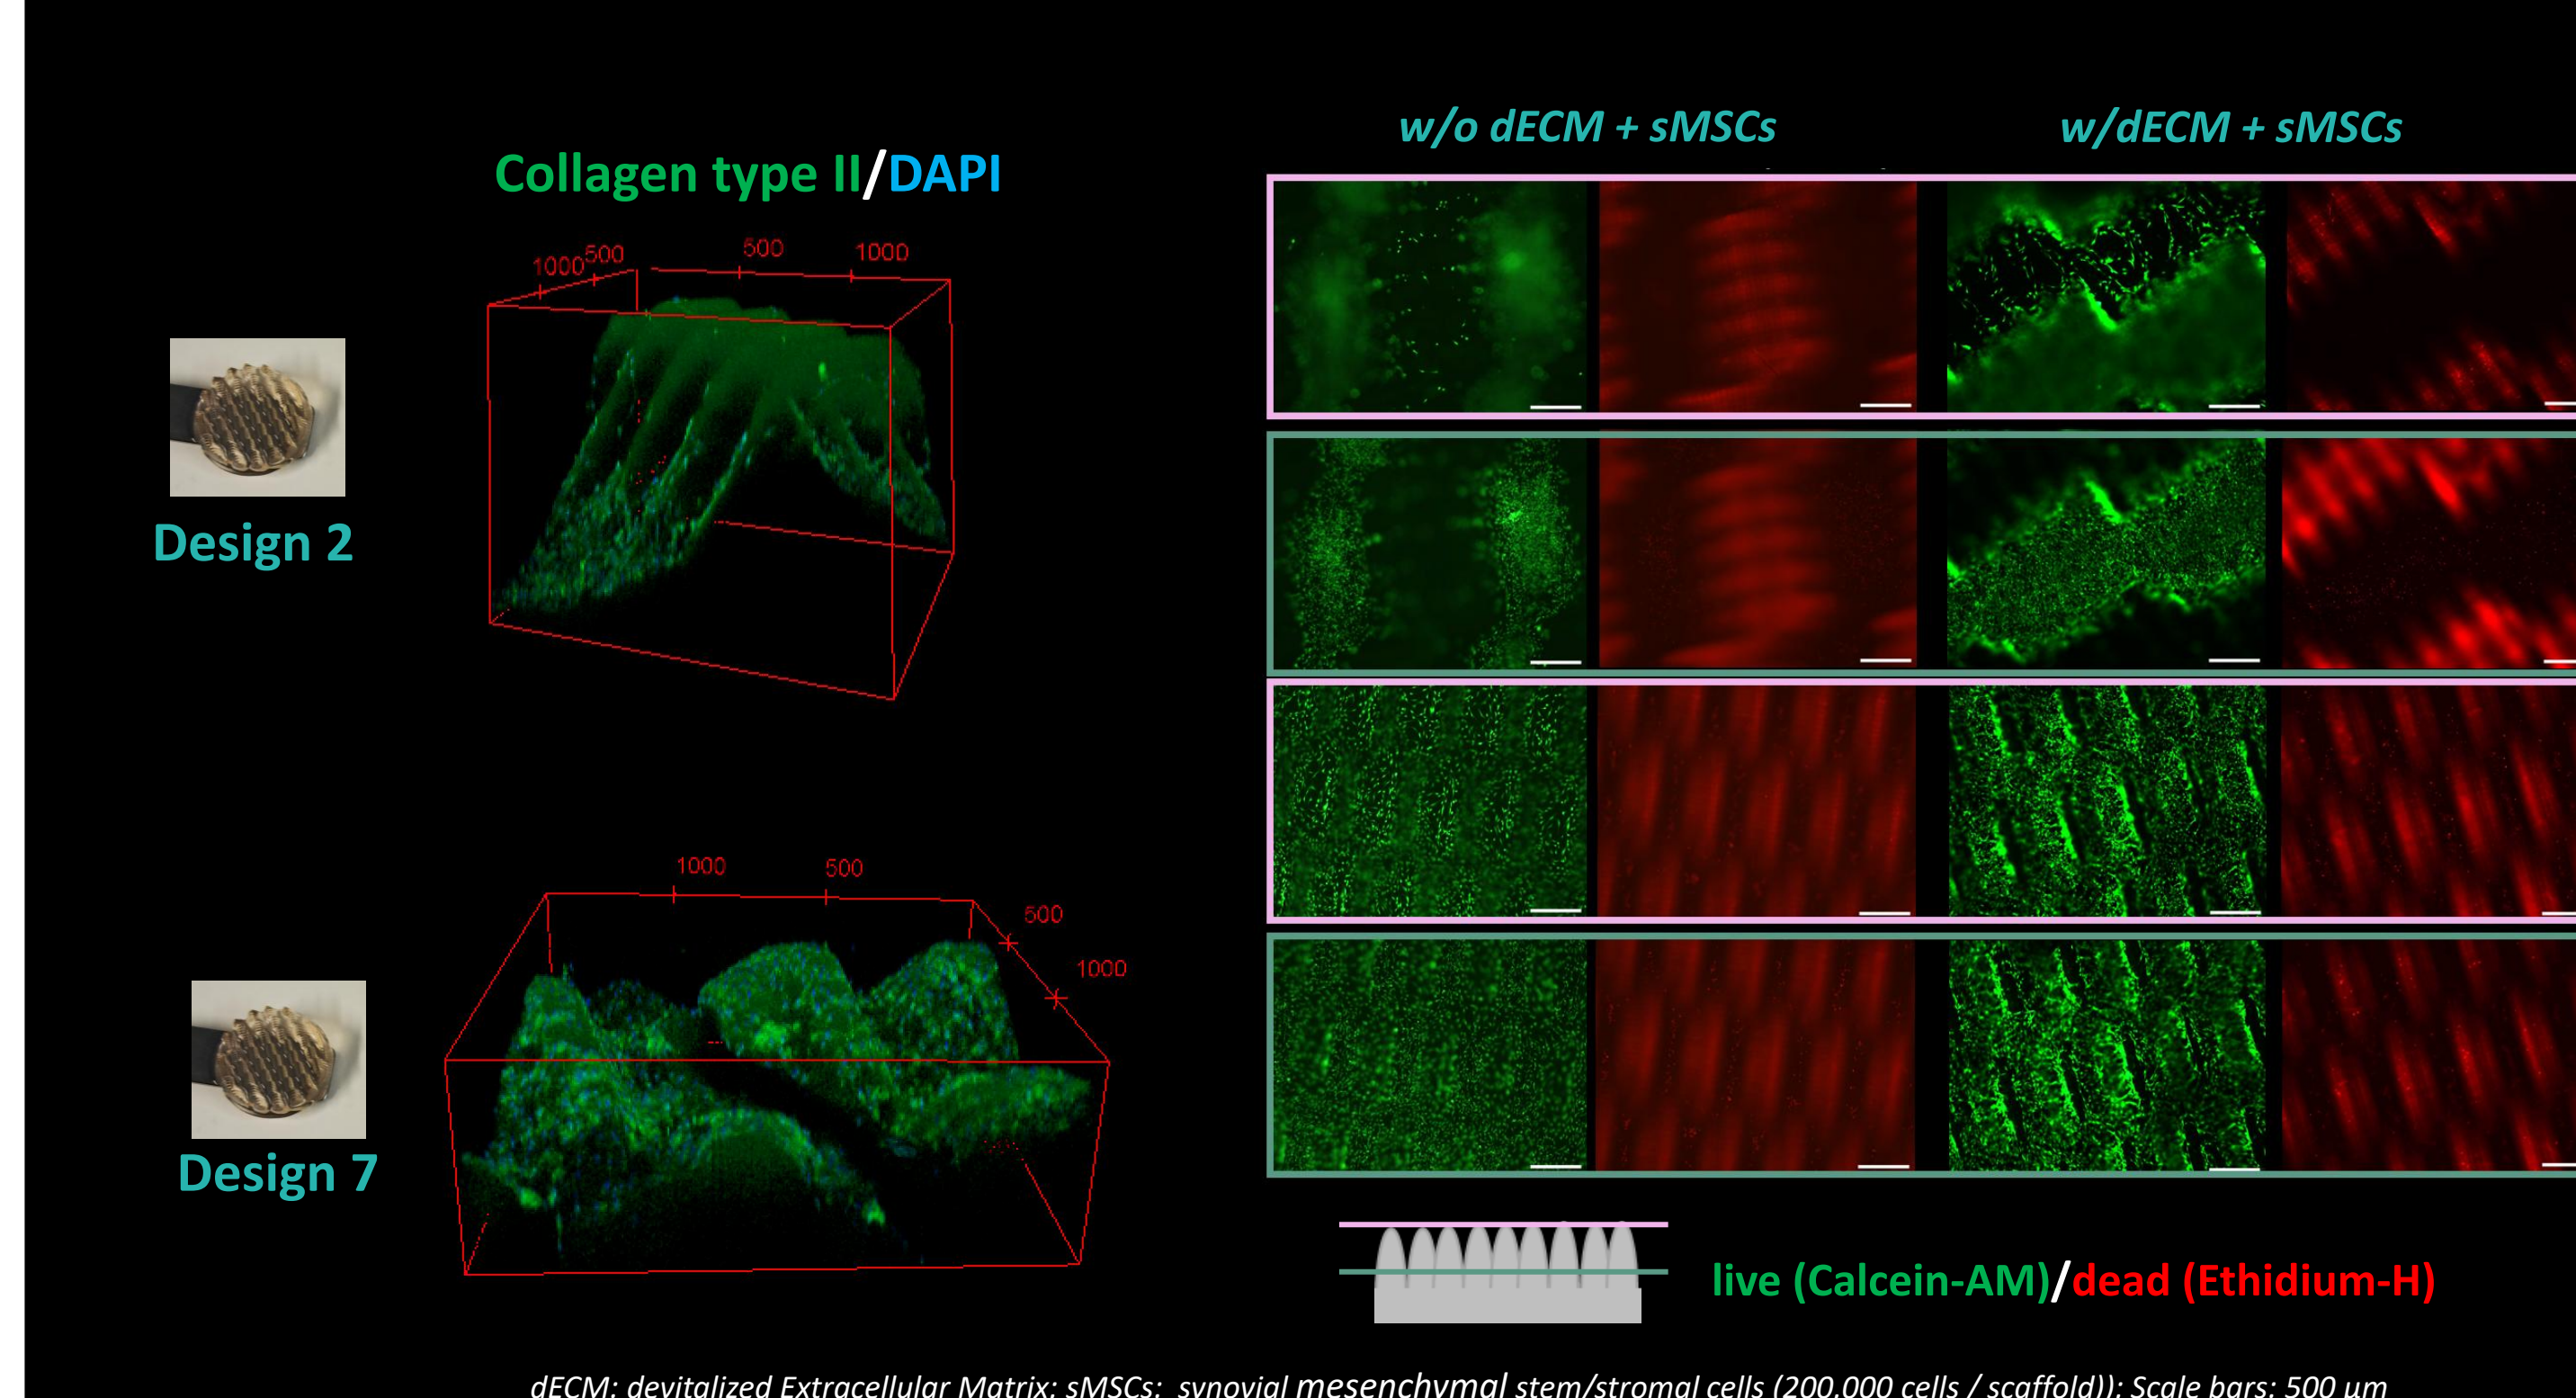 w/o dECM + sMSCs
w/dECM + sMSCs
Collagen type II/DAPI
1000
500
500
1000
Design 2
1000
500
500
1000
Design 7
live (Calcein-AM)/dead (Ethidium-H)
dECM: devitalized Extracellular Matrix; sMSCs: synovial mesenchymal stem/stromal cells (200.000 cells / scaffold)); Scale bars: 500 µm